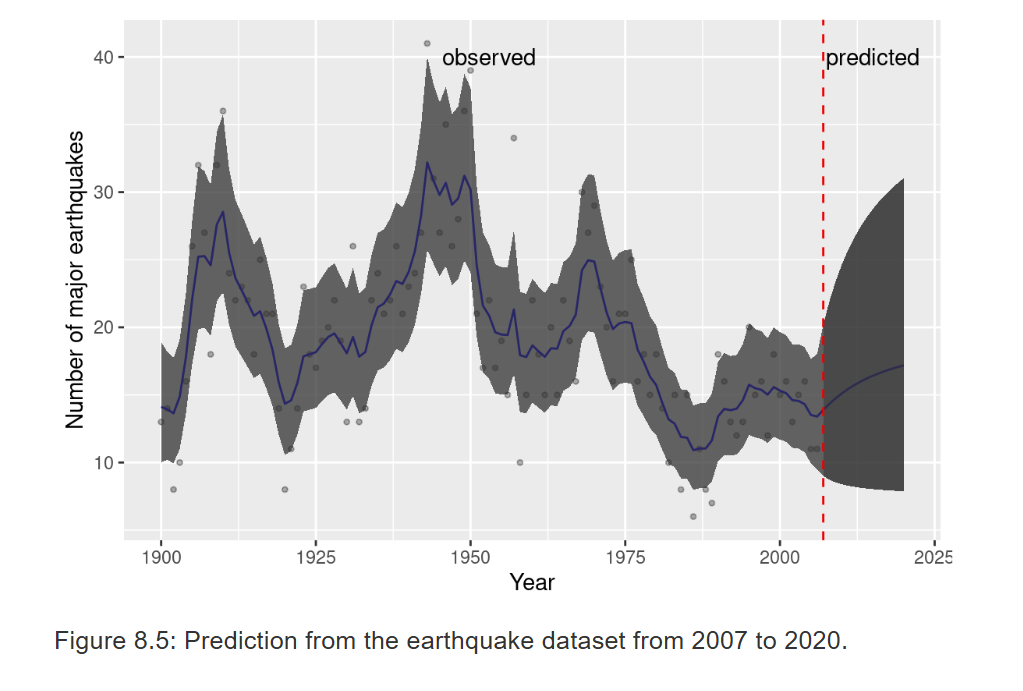 observed
predicted
40
30
20
10
Number of major earthquakes
1900
1925
1950
1975
2000
2025
Year
Figure 8.5: Prediction from the earthquake dataset from 2007 to 2020.